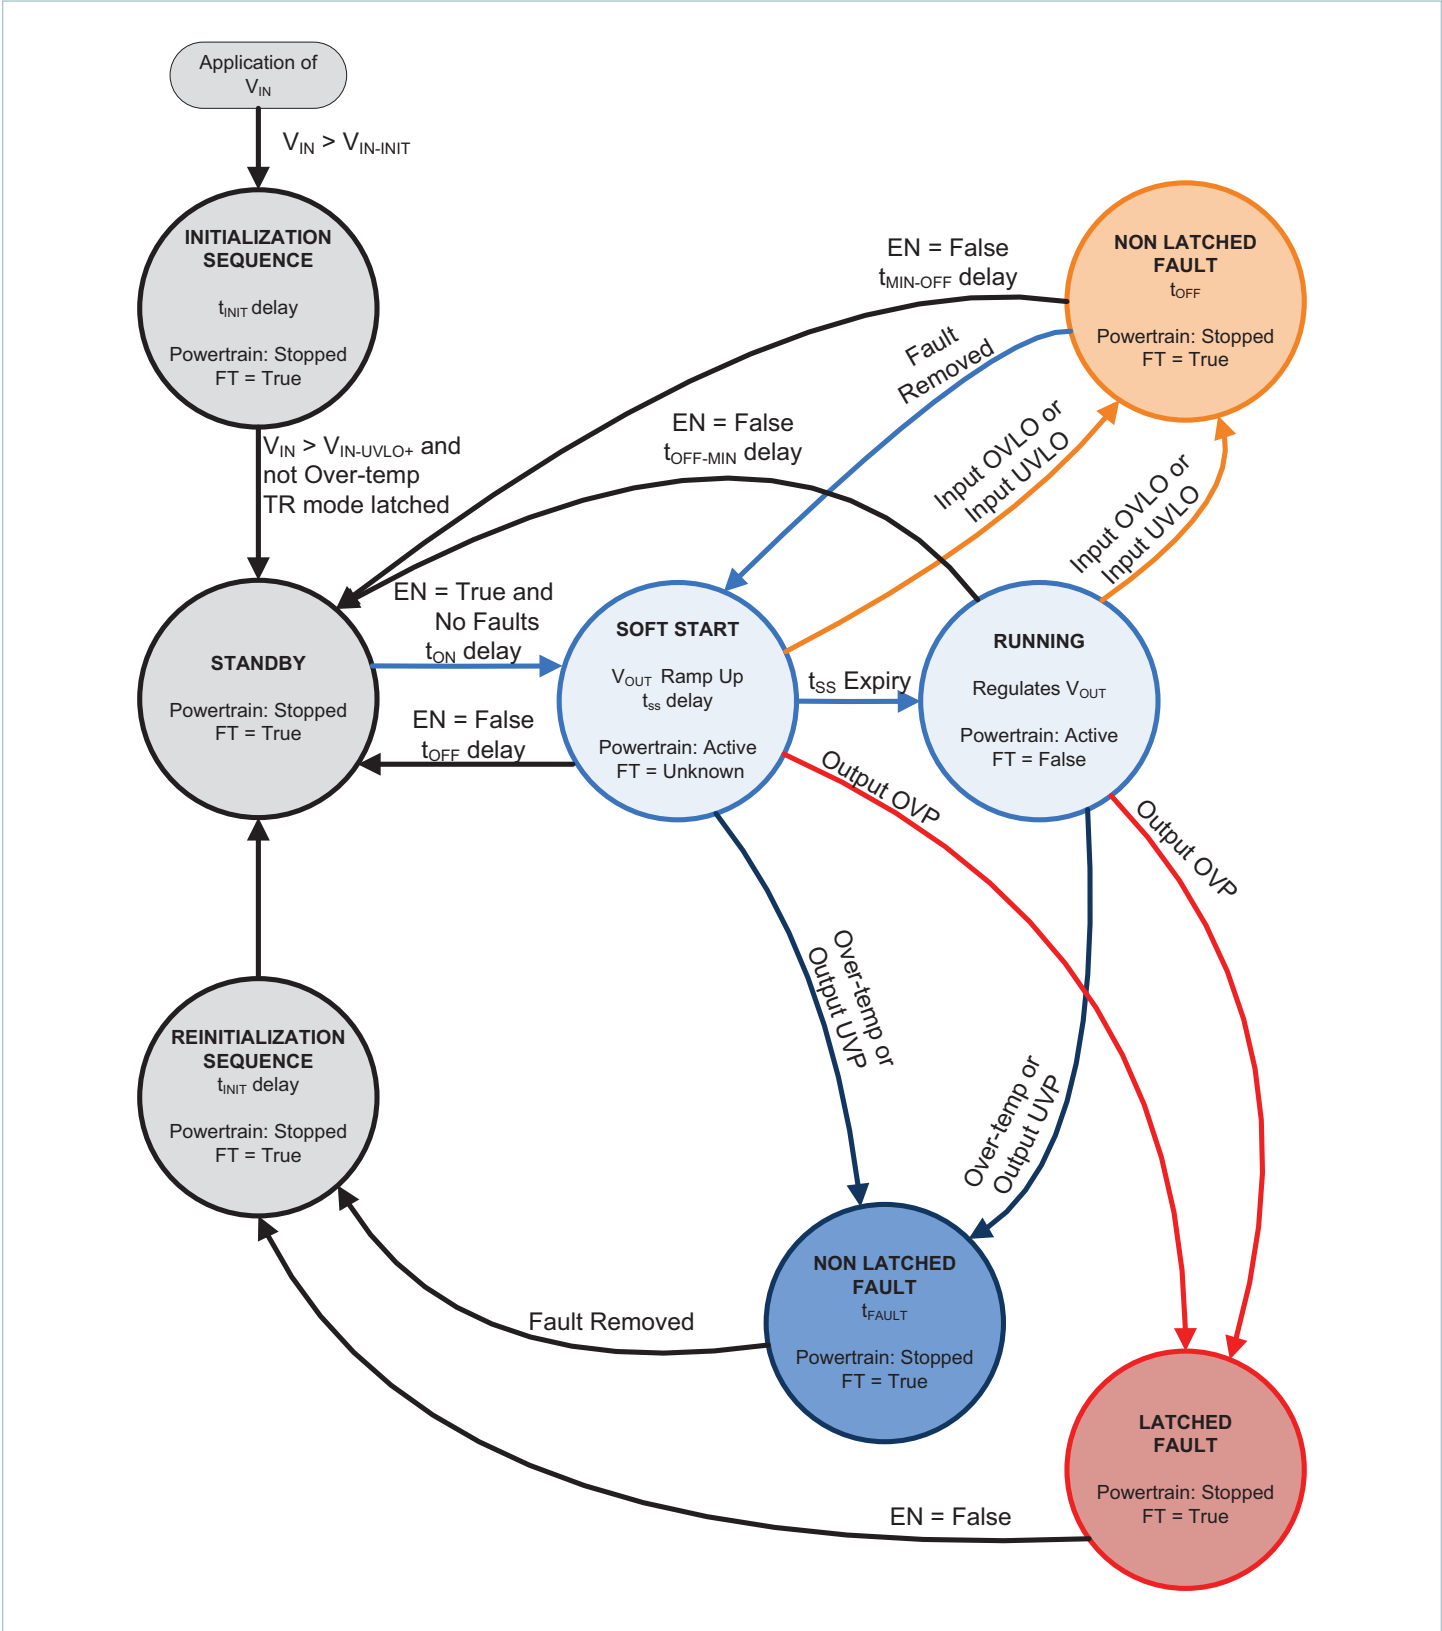 Application of
VIN
VIN > VIN-INIT
INITIALIZATION
SEQUENCE
tINIT delay
Powertrain: Stopped
FT = True
VIN > VIN-UVLO+ and
not Over-temp
TR mode latched
NON LATCHED
FAULT
tOFF
Powertrain: Stopped
FT = True
EN = False
tMIN-OFF delay
Fault
Removed
EN = False
tOFF-MIN delay
Input OVLO or
Input UVLO
Input OVLO or
Input UVLO
STANDBY
Powertrain: Stopped
FT = True
EN = True and
No Faults
tON delay
EN = False
tOFF delay
SOFT START
VOUT Ramp Up
tss delay
Powertrain: Active
FT = Unknown
tSS Expiry
RUNNING
Regulates VOUT
Powertrain: Active
FT = False
Output OVP
Output OVP
Over-temp or
Output UVP
Over-temp or
Output UVP
REINITIALIZATION
SEQUENCE
tINIT delay
Powertrain: Stopped
FT = True
NON LATCHED
FAULT
tFAULT
Powertrain: Stopped
FT = True
Fault Removed
LATCHED
FAULT
Powertrain: Stopped
FT = True
EN = False